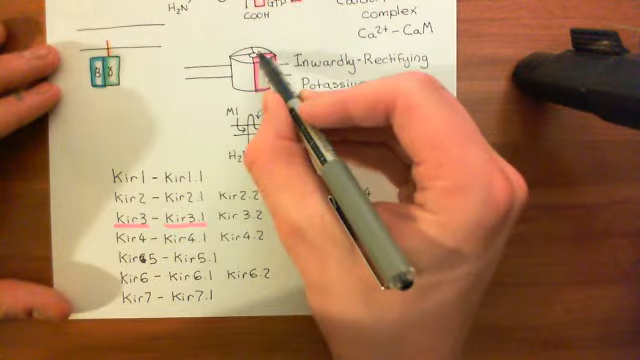 H₂N
GTP
COOH
complex
Ca²⁺ - CaM
β γ
Inwardly-Rectifying
M1
H₂
Kir1 - Kir1.1
Kir2 - Kir2.1 Kir2.2
Kir3 - Kir3.1 Kir3.2
Kir4 - Kir4.1 Kir4.2
Kir5 - Kir5.1
Kir6 - Kir6.1 Kir6.2
Kir7 - Kir7.1